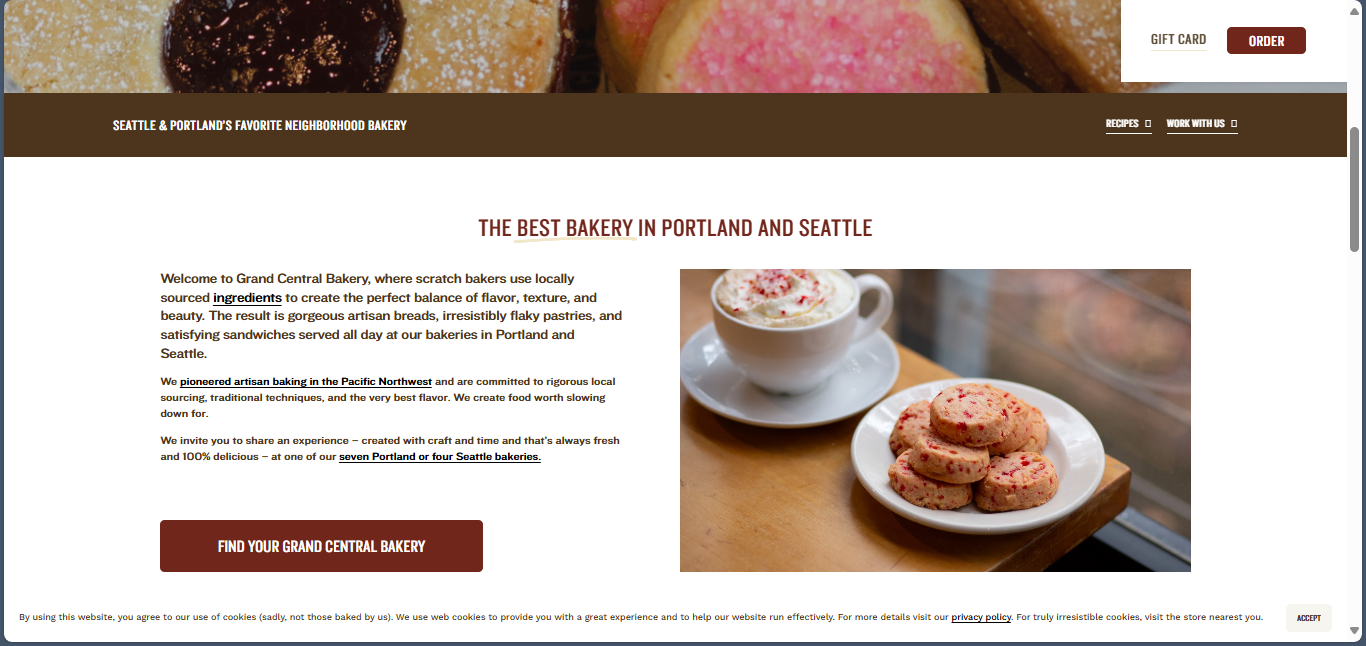 GIFT CARD
ORDER
SEATTLE & PORTLAND'S FAVORITE NEIGHBORHOOD BAKERY
RECIPES
WORK WITH US
THE BEST BAKERY IN PORTLAND AND SEATTLE
Welcome to Grand Central Bakery, where scratch bakers use locally
sourced ingredients to create the perfect balance of flavor, texture, and
beauty. The result is gorgeous artisan breads, irresistibly flaky pastries, and
satisfying sandwiches served all day at our bakeries in Portland and
Seattle.
We pioneered artisan baking in the Pacific Northwest and are committed to rigorous local
sourcing, traditional techniques, and the very best flavor. We create food worth slowing
down for.
We invite you to share an experience – created with craft and time and that's always fresh
and 100% delicious – at one of our seven Portland or four Seattle bakeries.
FIND YOUR GRAND CENTRAL BAKERY
By using this website, you agree to our use of cookies (sadly, not those baked by us). We use web cookies to provide you with a great experience and to help our website run effectively. For more details visit our privacy policy. For truly irresistible cookies, visit the store nearest you.
ACCEPT